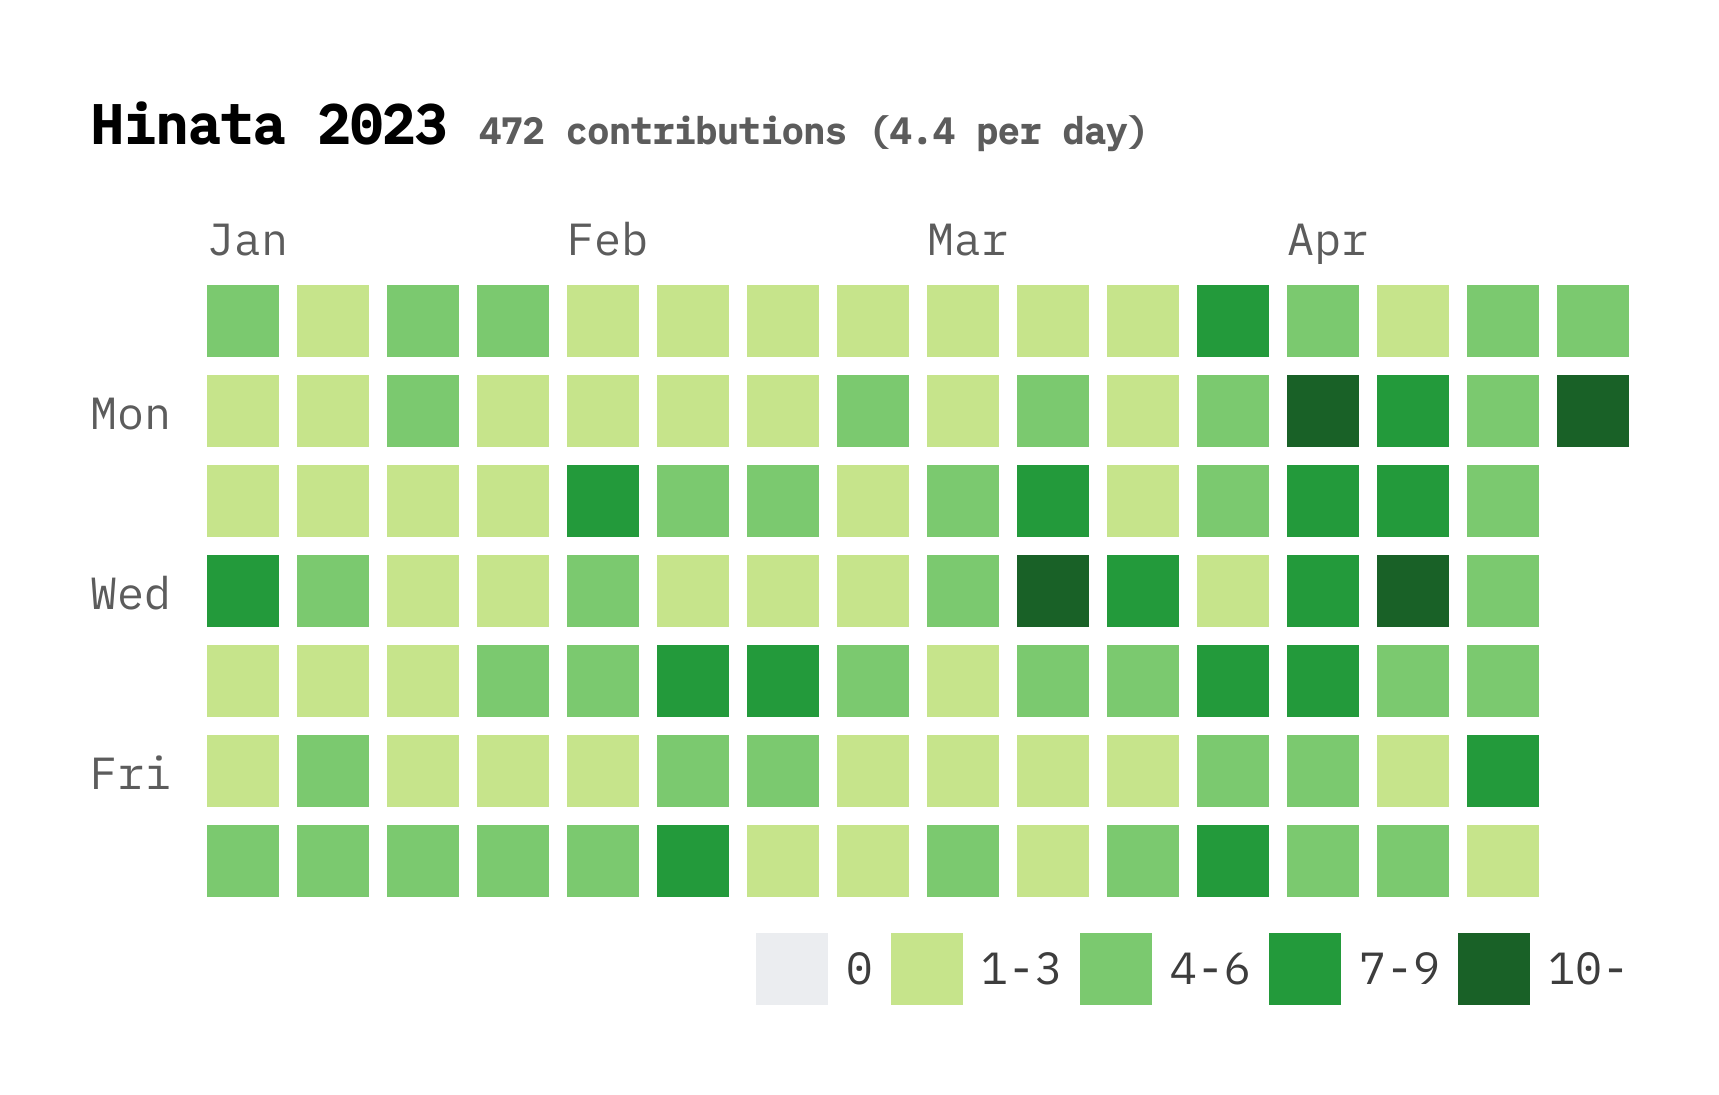 Hinata 2023 472 contributions (4.4 per day)
Jan Feb Mar Apr
Mon
Wed
Fri
0 1-3 4-6 7-9 10-